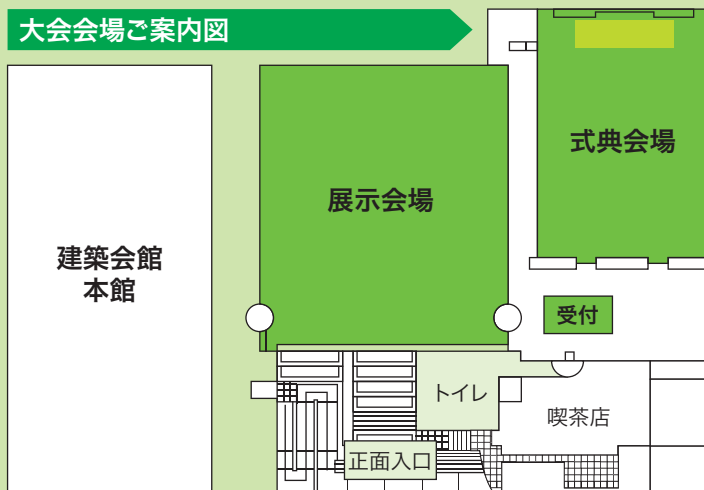 大会会場ご案内図
式典会場
展示会場
建築会館
本館
受付
トイレ
喫茶店
正面入口